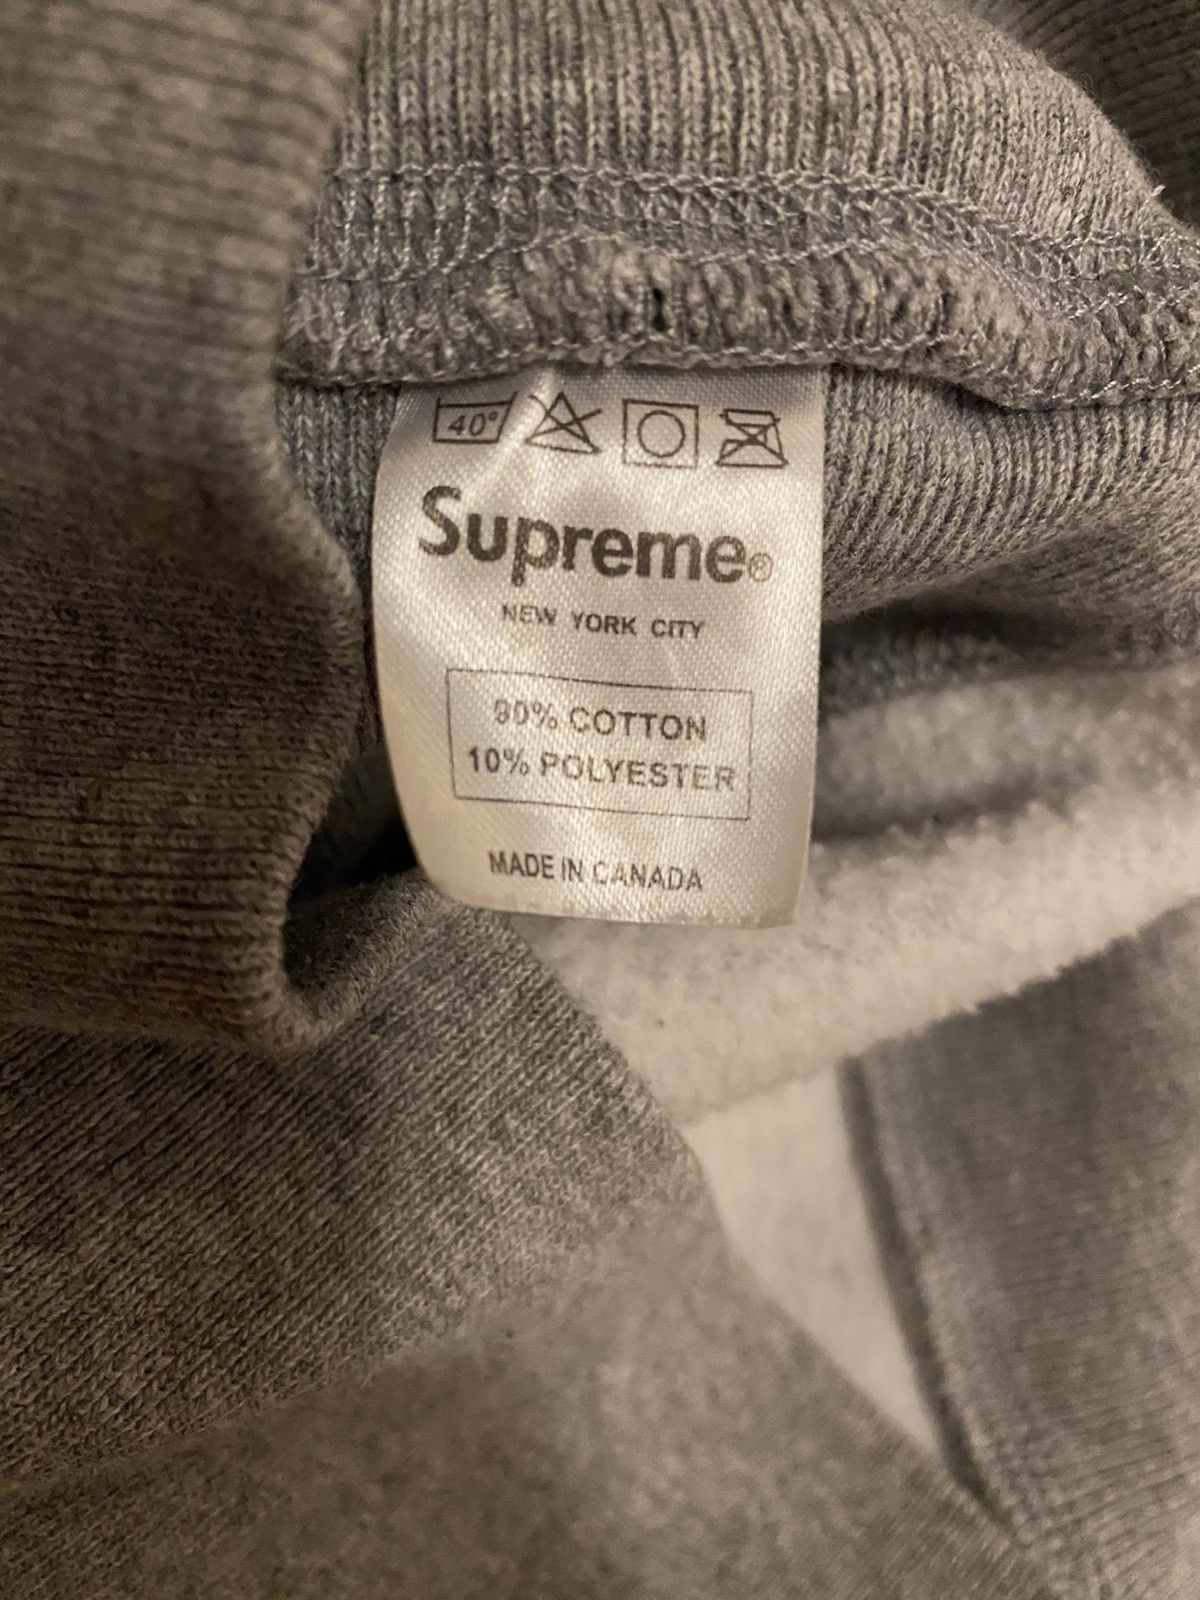 40°
Supreme®
NEW YORK CITY
90% COTTON
10% POLYESTER
MADE IN CANADA